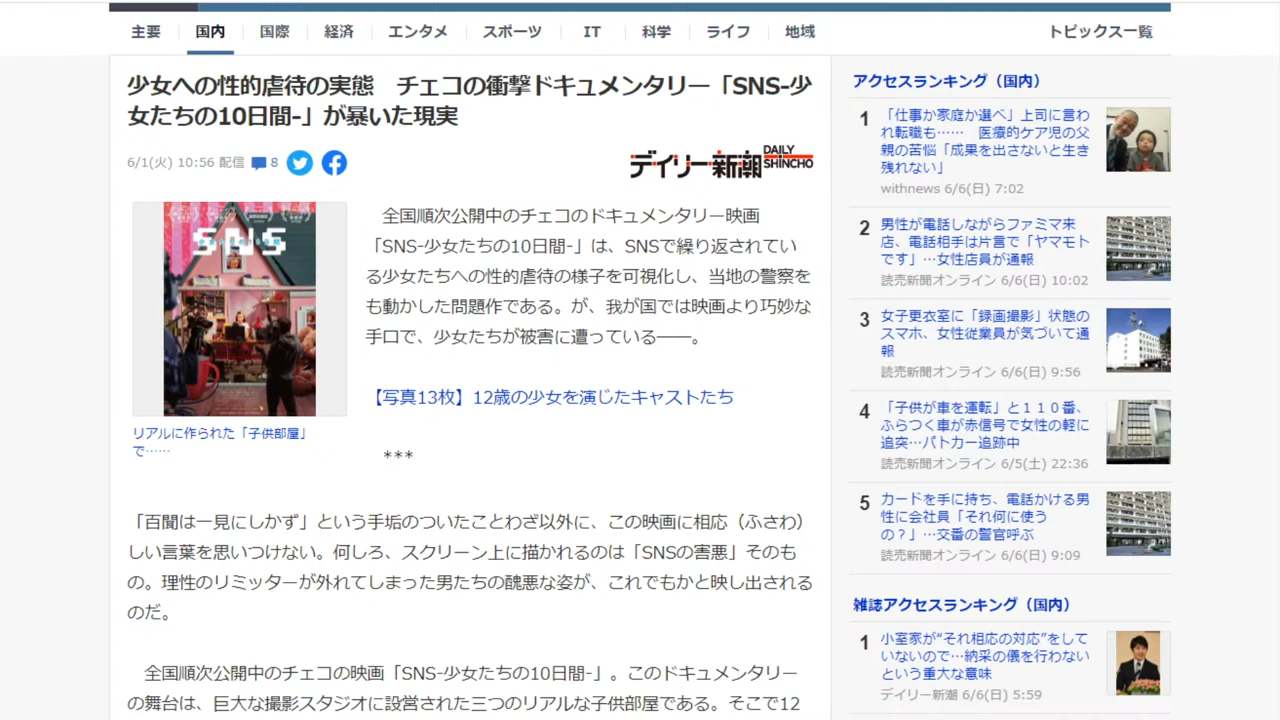 主要
国内
国際
経済
エンタメ
スポーツ
IT
科学
ライフ
地域
トピックス一覧
少女への性的虐待の実態 チェコの衝撃ドキュメンタリー「SNS-少
女たちの10日間-」が暴いた現実
6/1(火) 10:56 配信
8
デイリー新潮 DAILY SHINCHO
SNS
リアルに作られた「子供部屋」
で……
全国順次公開中のチェコのドキュメンタリー映画
「SNS-少女たちの10日間-」は、SNSで繰り返されてい
る少女たちへの性的虐待の様子を可視化し、当地の警察を
も動かした問題作である。が、我が国では映画より巧妙な
手口で、少女たちが被害に遭っている――。
【写真13枚】12歳の少女を演じたキャストたち
***
「百聞は一見にしかず」という手垢のついたことわざ以外に、この映画に相応（ふさわ）
しい言葉を思いつけない。何しろ、スクリーン上に描かれるのは「SNSの害悪」そのも
の。理性のリミッターが外れてしまった男たちの醜悪な姿が、これでもかと映し出される
のだ。
全国順次公開中のチェコの映画「SNS-少女たちの10日間-」。このドキュメンタリー
の舞台は、巨大な撮影スタジオに設営された三つのリアルな子供部屋である。そこで12
アクセスランキング（国内）
1
「仕事か家庭か選べ」上司に言わ
れ転職も…… 医療的ケア児の父
親の苦悩「成果を出さないと生き
残れない」
withnews 6/6(日) 7:02
2
男性が電話しながらファミマ来
店、電話相手は片言で「ヤマモト
です」…女性店員が通報
読売新聞オンライン 6/6(日) 10:02
3
女子更衣室に「録画撮影」状態の
スマホ、女性従業員が気づいて通
報
読売新聞オンライン 6/6(日) 9:56
4
「子供が車を運転」と１１０番、
ふらつく車が赤信号で女性の軽に
追突…パトカー追跡中
読売新聞オンライン 6/5(土) 22:36
5
カードを手に持ち、電話かける男
性に会社員「それ何に使う
の？」…交番の警官呼ぶ
読売新聞オンライン 6/6(日) 9:09
雑誌アクセスランキング（国内）
1
小室家が“それ相応の対応”をして
いないので…納采の儀を行わない
という重大な意味
デイリー新潮 6/6(日) 5:59